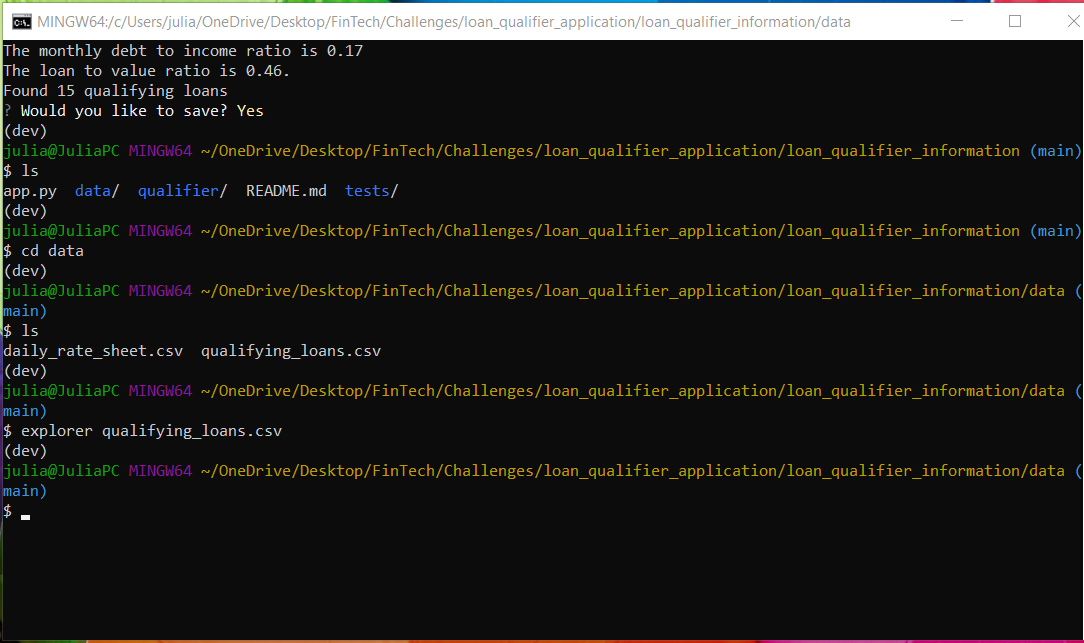 MINGW64:/c/Users/julia/OneDrive/Desktop/FinTech/Challenges/loan_qualifier_application/loan_qualifier_information/data
The monthly debt to income ratio is 0.17
The loan to value ratio is 0.46.
Found 15 qualifying loans
? Would you like to save? Yes
(dev)
julia@JuliaPC MINGW64 ~/OneDrive/Desktop/FinTech/Challenges/loan_qualifier_application/loan_qualifier_information (main)
$ ls
app.py  data/  qualifier/  README.md  tests/
(dev)
julia@JuliaPC MINGW64 ~/OneDrive/Desktop/FinTech/Challenges/loan_qualifier_application/loan_qualifier_information (main)
$ cd data
(dev)
julia@JuliaPC MINGW64 ~/OneDrive/Desktop/FinTech/Challenges/loan_qualifier_application/loan_qualifier_information/data (
main)
$ ls
daily_rate_sheet.csv  qualifying_loans.csv
(dev)
julia@JuliaPC MINGW64 ~/OneDrive/Desktop/FinTech/Challenges/loan_qualifier_application/loan_qualifier_information/data (
main)
$ explorer qualifying_loans.csv
(dev)
julia@JuliaPC MINGW64 ~/OneDrive/Desktop/FinTech/Challenges/loan_qualifier_application/loan_qualifier_information/data (
main)
$